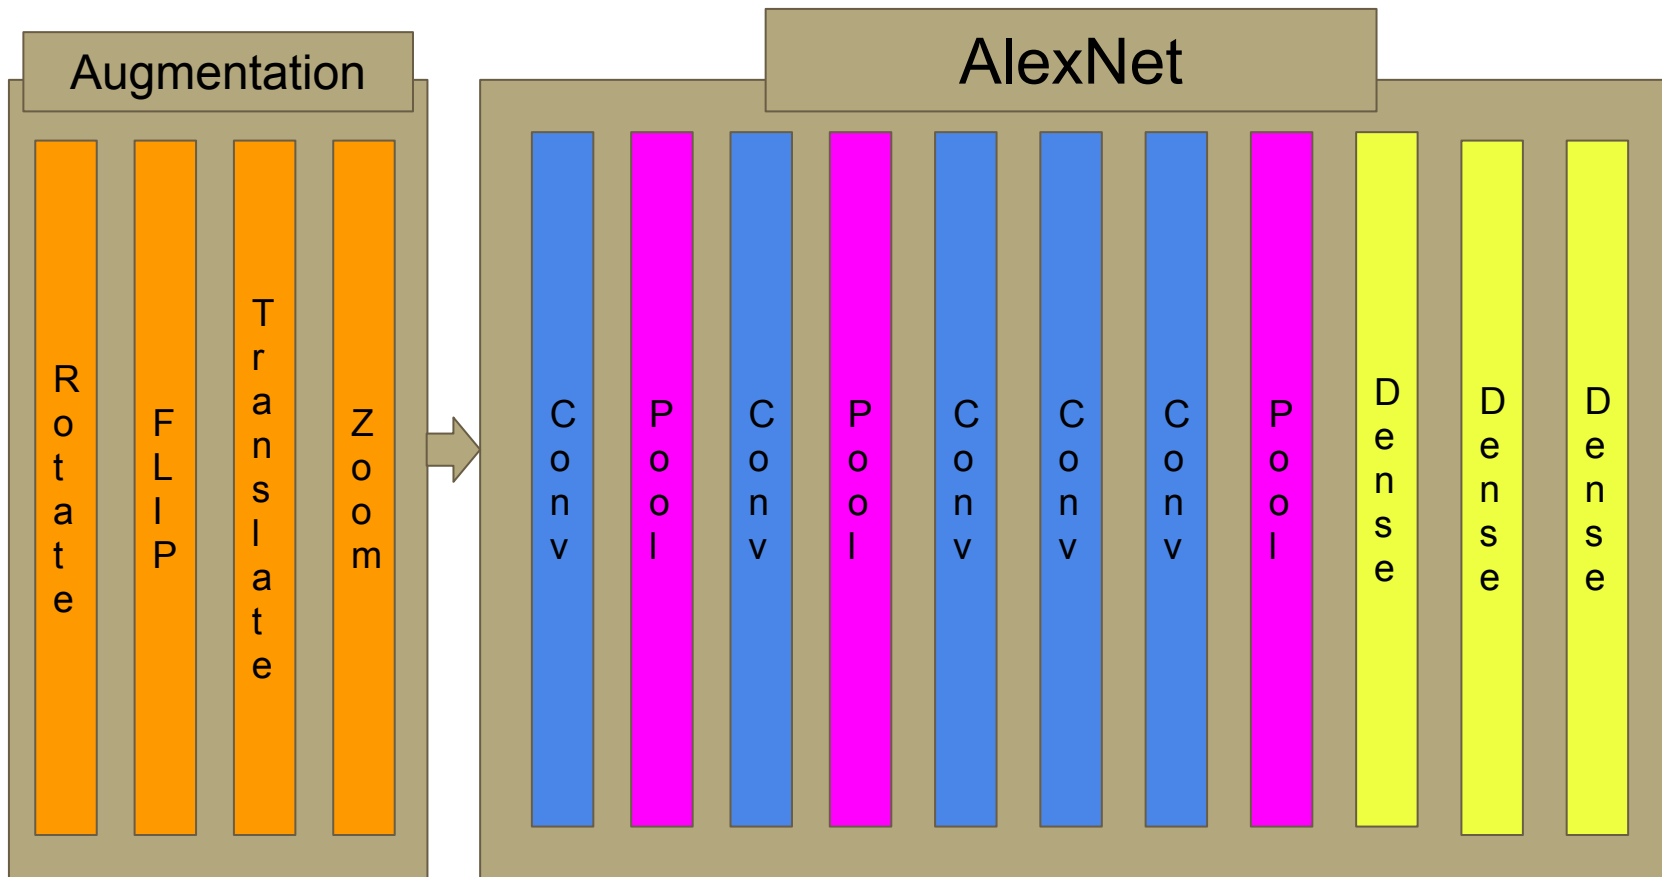 Augmentation
AlexNet
Rotate
FLIP
Translate
Zoom
Conv
Pool
Conv
Pool
Conv
Conv
Conv
Pool
Dense
Dense
Dense